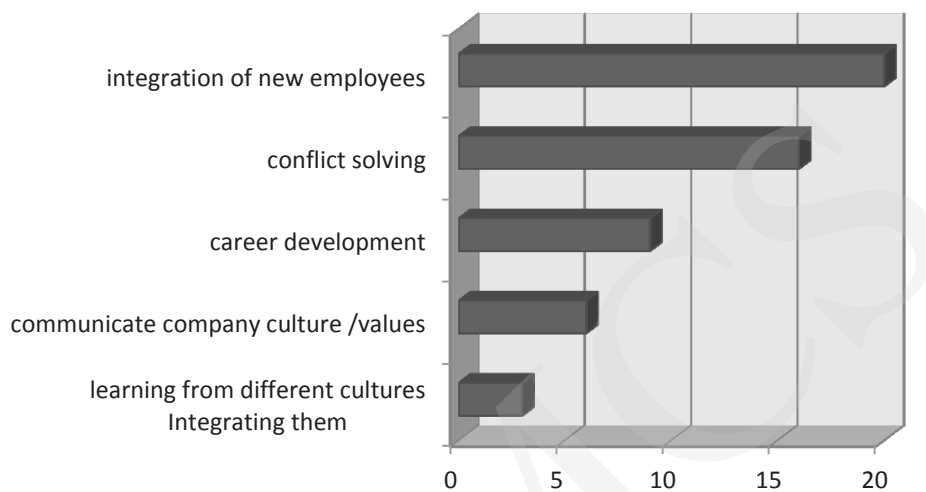 integration of new employees
conflict solving
career development
communicate company culture /values
learning from different cultures
Integrating them
0 5 10 15 20
ACS